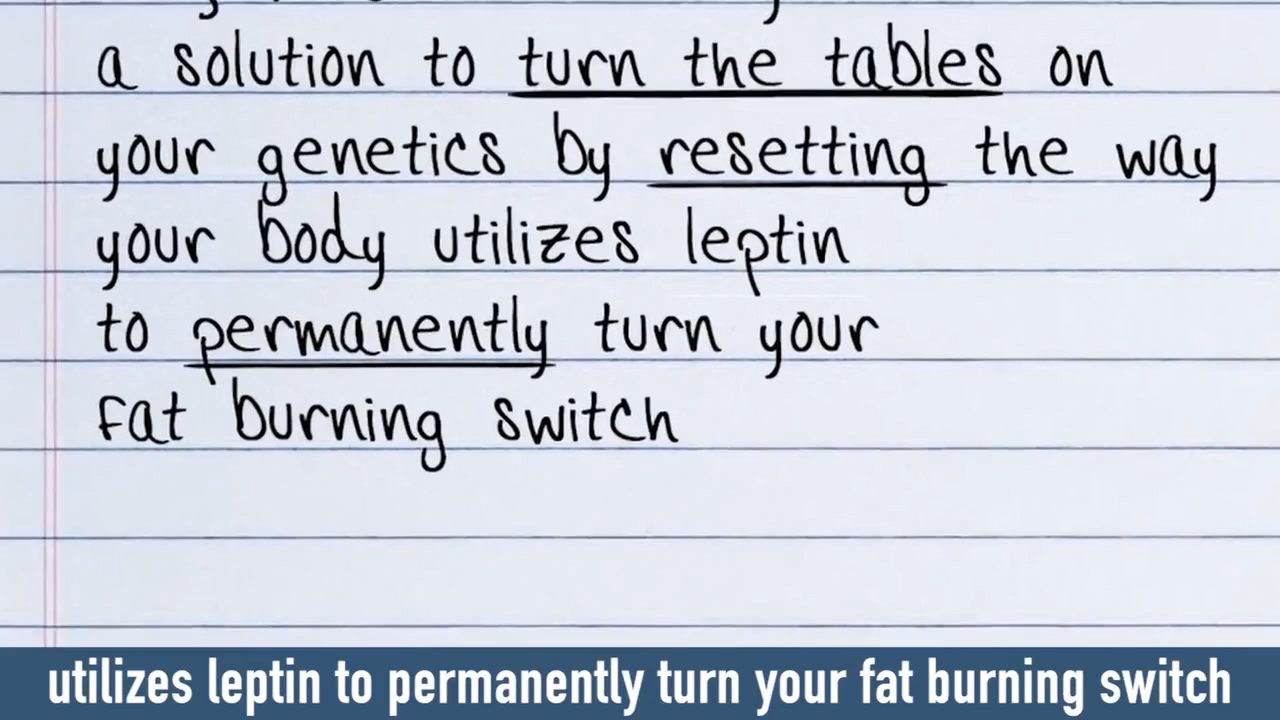 a solution to turn the tables on
your genetics by resetting the way
your body utilizes leptin
to permanently turn your
fat burning switch
utilizes leptin to permanently turn your fat burning switch